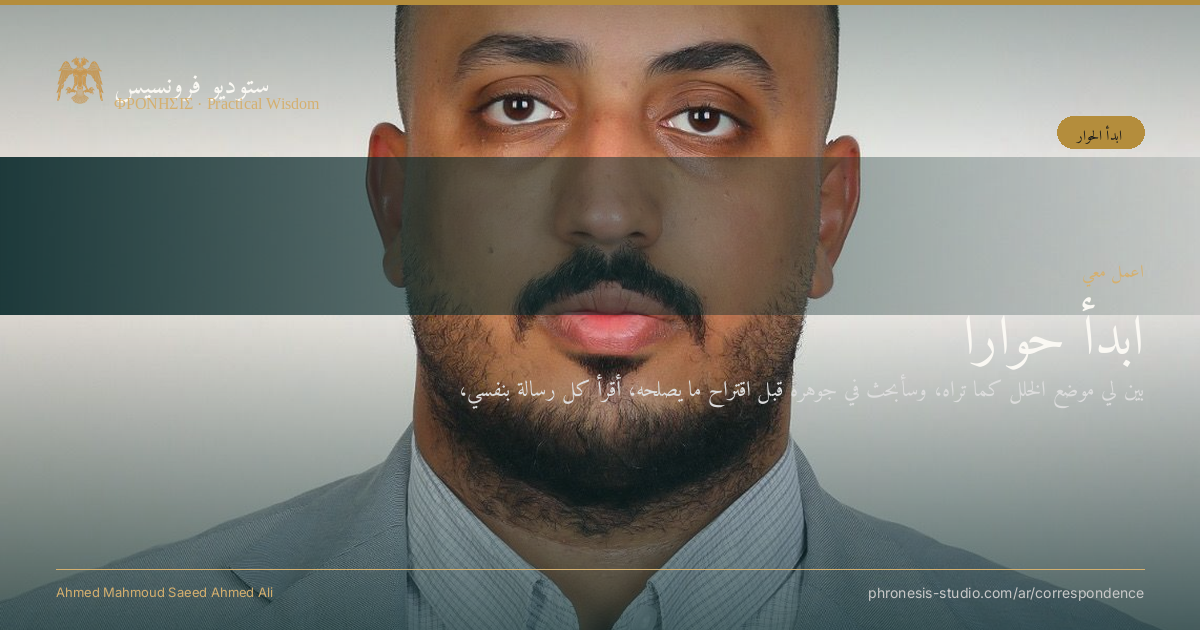 ستوديو فرونسيس
ΦΡΟΝΗΣΙΣ · Practical Wisdom
ابدأ الحوار
اعمل معي
ابدأ حوارا
بين لي موضع الخلل كما تراه، وسأبحث في جوهره قبل اقتراح ما يصلحه، أقرأ كل رسالة بنفسي،
Ahmed Mahmoud Saeed Ahmed Ali
phronesis-studio.com/ar/correspondence